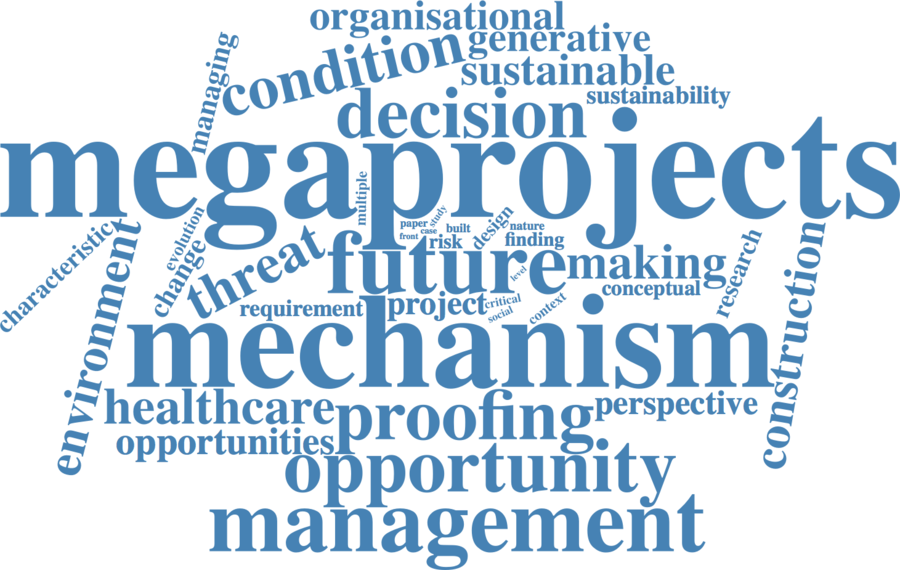 organisational
generative
condition
managing
sustainable
sustainability
decision
megaprojects
multiple
paper
study
case
front
built
risk
design
nature
finding
evolution
change
threat
characteristic
environment
future
level
making
conceptual
research
construction
requirement
project
critical
social
context
mechanism
healthcare
proofing
perspective
opportunities
opportunity
management